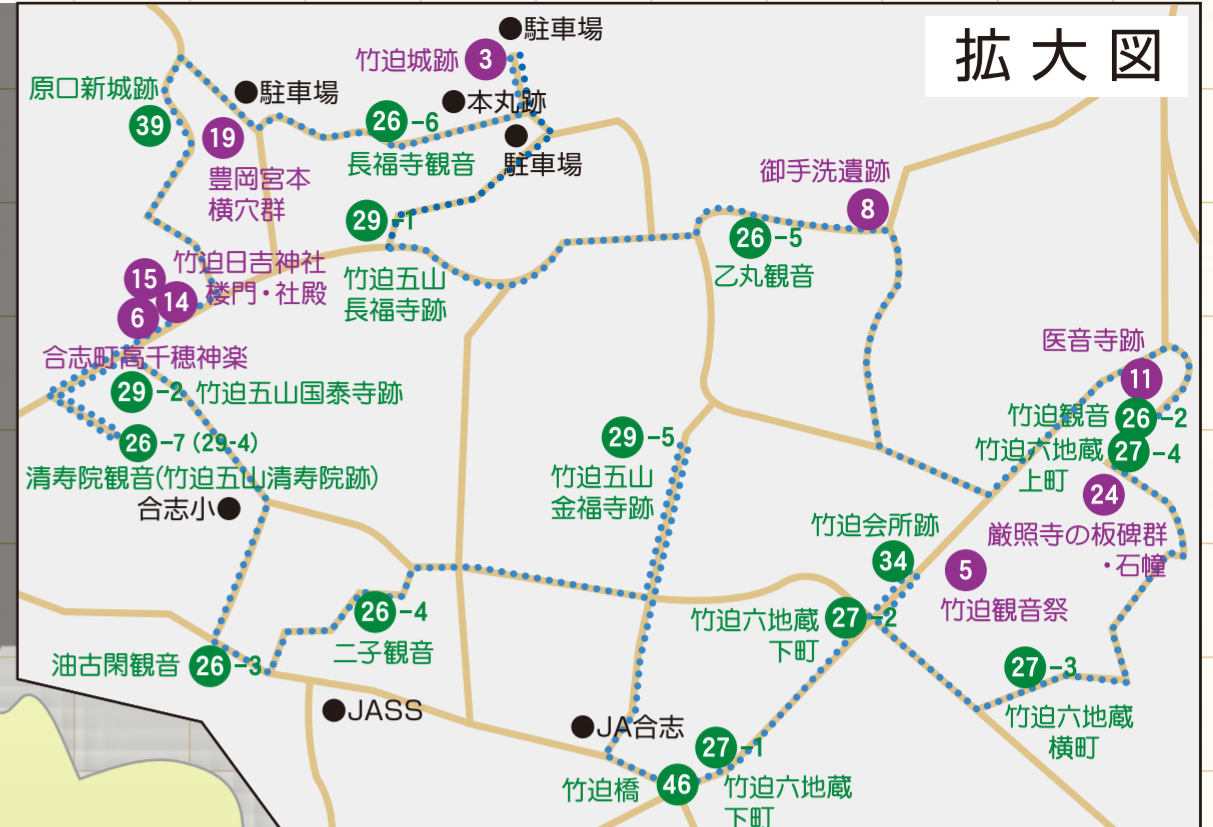 拡大図
駐車場
竹迫城跡
3
原口新城跡
39
駐車場
本丸跡
19
26-6
豊岡宮本
横穴群
長福寺観音
駐車場
御手洗遺跡
8
29-1
竹迫五山
長福寺跡
26-5
乙丸観音
15
竹迫日吉神社
14
楼門・社殿
6
合志町高千穂神楽
29-2
竹迫五山国泰寺跡
26-7(29-4)
清寿院観音(竹迫五山清寿院跡)
合志小
医音寺跡
11
竹迫観音
26-2
竹迫六地蔵
27-4
上町
24
厳照寺の板碑群
・石幢
29-5
竹迫五山
金福寺跡
竹迫会所跡
34
5
竹迫観音祭
26-4
二子観音
竹迫六地蔵
27-2
下町
油古閑観音
26-3
27-3
竹迫六地蔵
横町
JASS
JA合志
27-1
竹迫六地蔵
下町
竹迫橋
46